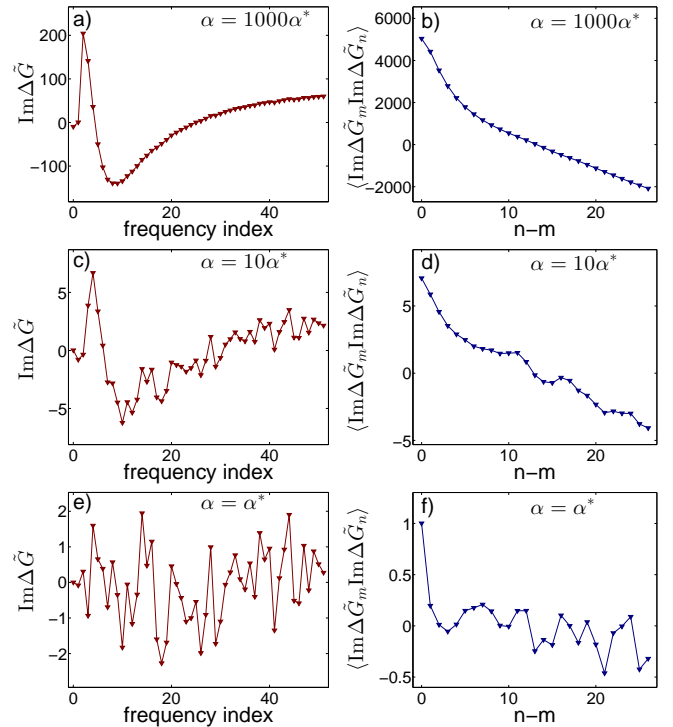 a) α = 1000α*
ImΔG̃
200
100
0
−100
0 20 40
frequency index
b) α = 1000α*
⟨ImΔG̃ₘImΔG̃ₙ⟩
6000
4000
2000
0
−2000
0 10 20
n−m
c) α = 10α*
ImΔG̃
5
0
−5
0 20 40
frequency index
d) α = 10α*
⟨ImΔG̃ₘImΔG̃ₙ⟩
5
0
−5
0 10 20
n−m
e) α = α*
ImΔG̃
2
1
0
−1
−2
0 20 40
frequency index
f) α = α*
⟨ImΔG̃ₘImΔG̃ₙ⟩
1
0.5
0
−0.5
0 10 20
n−m